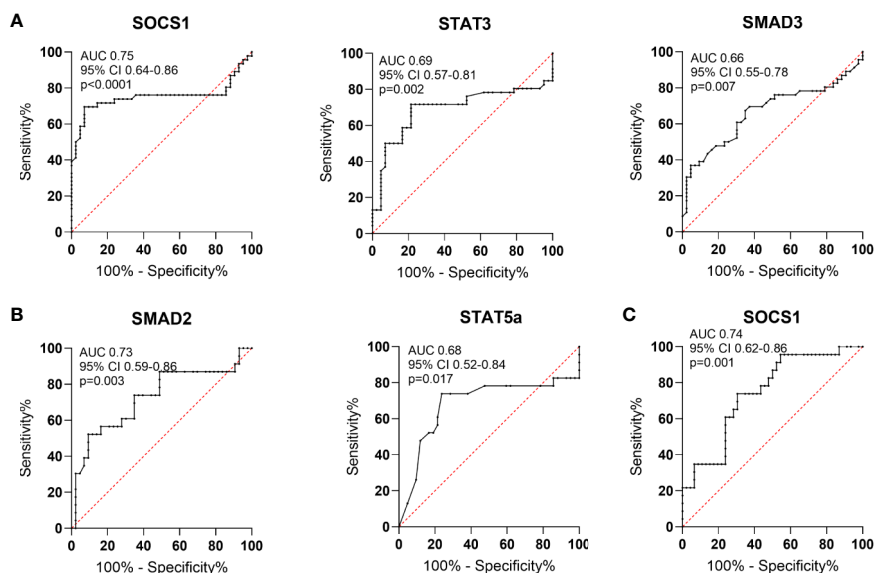 A
SOCS1
AUC 0.75
95% CI 0.64-0.86
p<0.0001
100
80
60
40
20
0
Sensitivity%
0 20 40 60 80 100
100% - Specificity%
STAT3
AUC 0.69
95% CI 0.57-0.81
p=0.002
100
80
60
40
20
0
Sensitivity%
0 20 40 60 80 100
100% - Specificity%
SMAD3
AUC 0.66
95% CI 0.55-0.78
p=0.007
100
80
60
40
20
0
Sensitivity%
0 20 40 60 80 100
100% - Specificity%
B
SMAD2
AUC 0.73
95% CI 0.59-0.86
p=0.003
100
80
60
40
20
0
Sensitivity%
0 20 40 60 80 100
100% - Specificity%
STAT5a
AUC 0.68
95% CI 0.52-0.84
p=0.017
100
80
60
40
20
0
Sensitivity%
0 20 40 60 80 100
100% - Specificity%
C
SOCS1
AUC 0.74
95% CI 0.62-0.86
p=0.001
100
80
60
40
20
0
Sensitivity%
0 20 40 60 80 100
100% - Specificity%